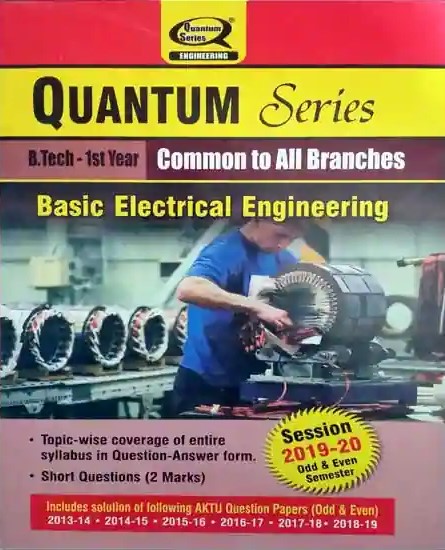 Quantum
Series
ENGINEERING
QUANTUM Series
B.Tech - 1st Year Common to All Branches
Basic Electrical Engineering
• Topic-wise coverage of entire
syllabus in Question-Answer form.
• Short Questions (2 Marks)
Session
2019-20
Odd & Even
Semester
Includes solution of following AKTU Question Papers (Odd & Even)
2013-14 • 2014-15 • 2015-16 • 2016-17 • 2017-18 • 2018-19